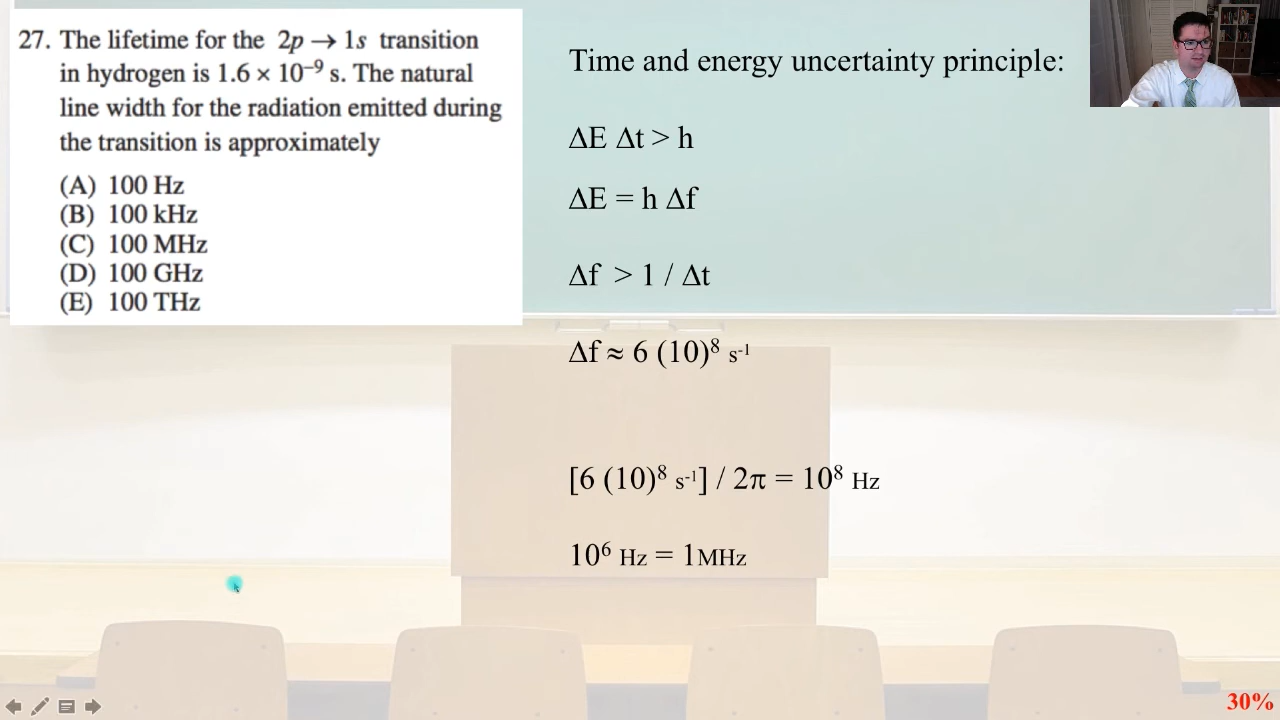 27. The lifetime for the 2p → 1s transition
in hydrogen is 1.6 × 10⁻⁹ s. The natural
line width for the radiation emitted during
the transition is approximately
(A) 100 Hz
(B) 100 kHz
(C) 100 MHz
(D) 100 GHz
(E) 100 THz
Time and energy uncertainty principle:
ΔE Δt > h
ΔE = h Δf
Δf > 1 / Δt
Δf ≈ 6 (10)⁸ s⁻¹
[6 (10)⁸ s⁻¹] / 2π = 10⁸ Hz
10⁶ Hz = 1MHz
30%